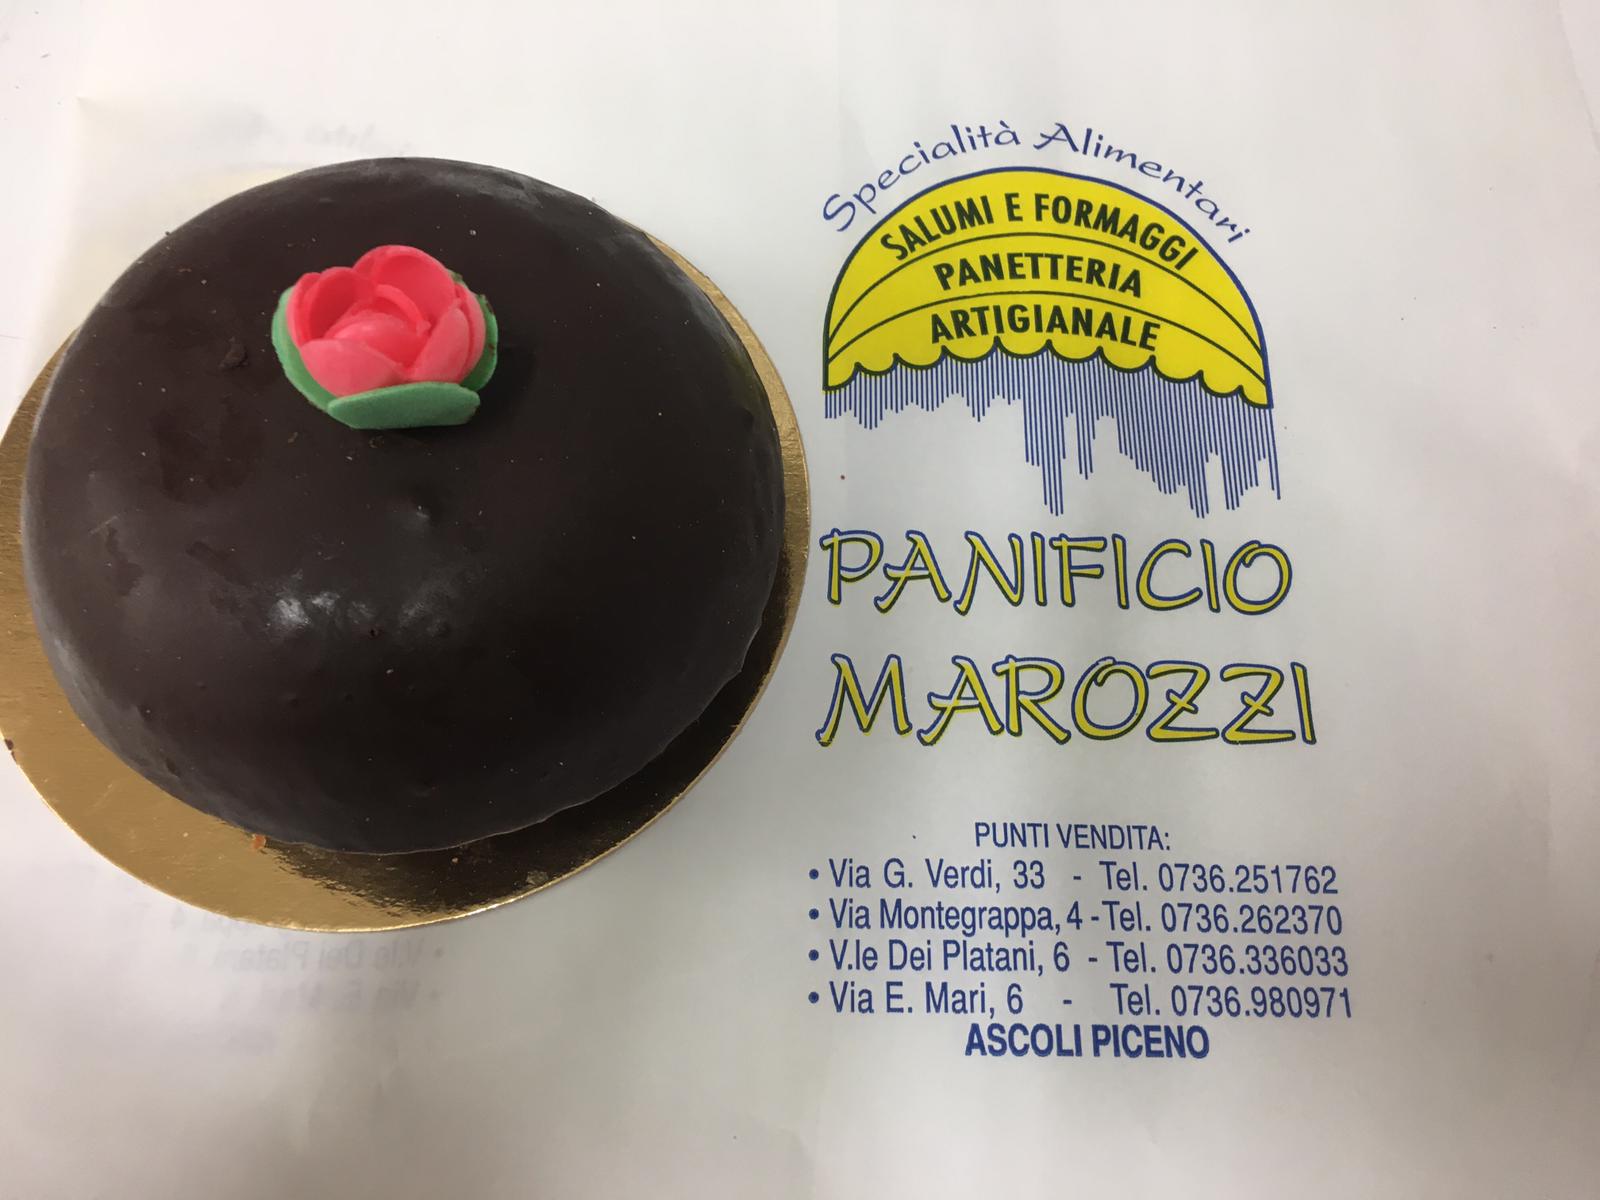 Specialità Alimentari
SALUMI E FORMAGGI
PANETTERIA
ARTIGIANALE
PANIFICIO
MAROZZI
PUNTI VENDITA:
• Via G. Verdi, 33 - Tel. 0736.251762
• Via Montegrappa, 4 - Tel. 0736.262370
• V.le Dei Platani, 6 - Tel. 0736.336033
• Via E. Mari, 6 - Tel. 0736.980971
ASCOLI PICENO